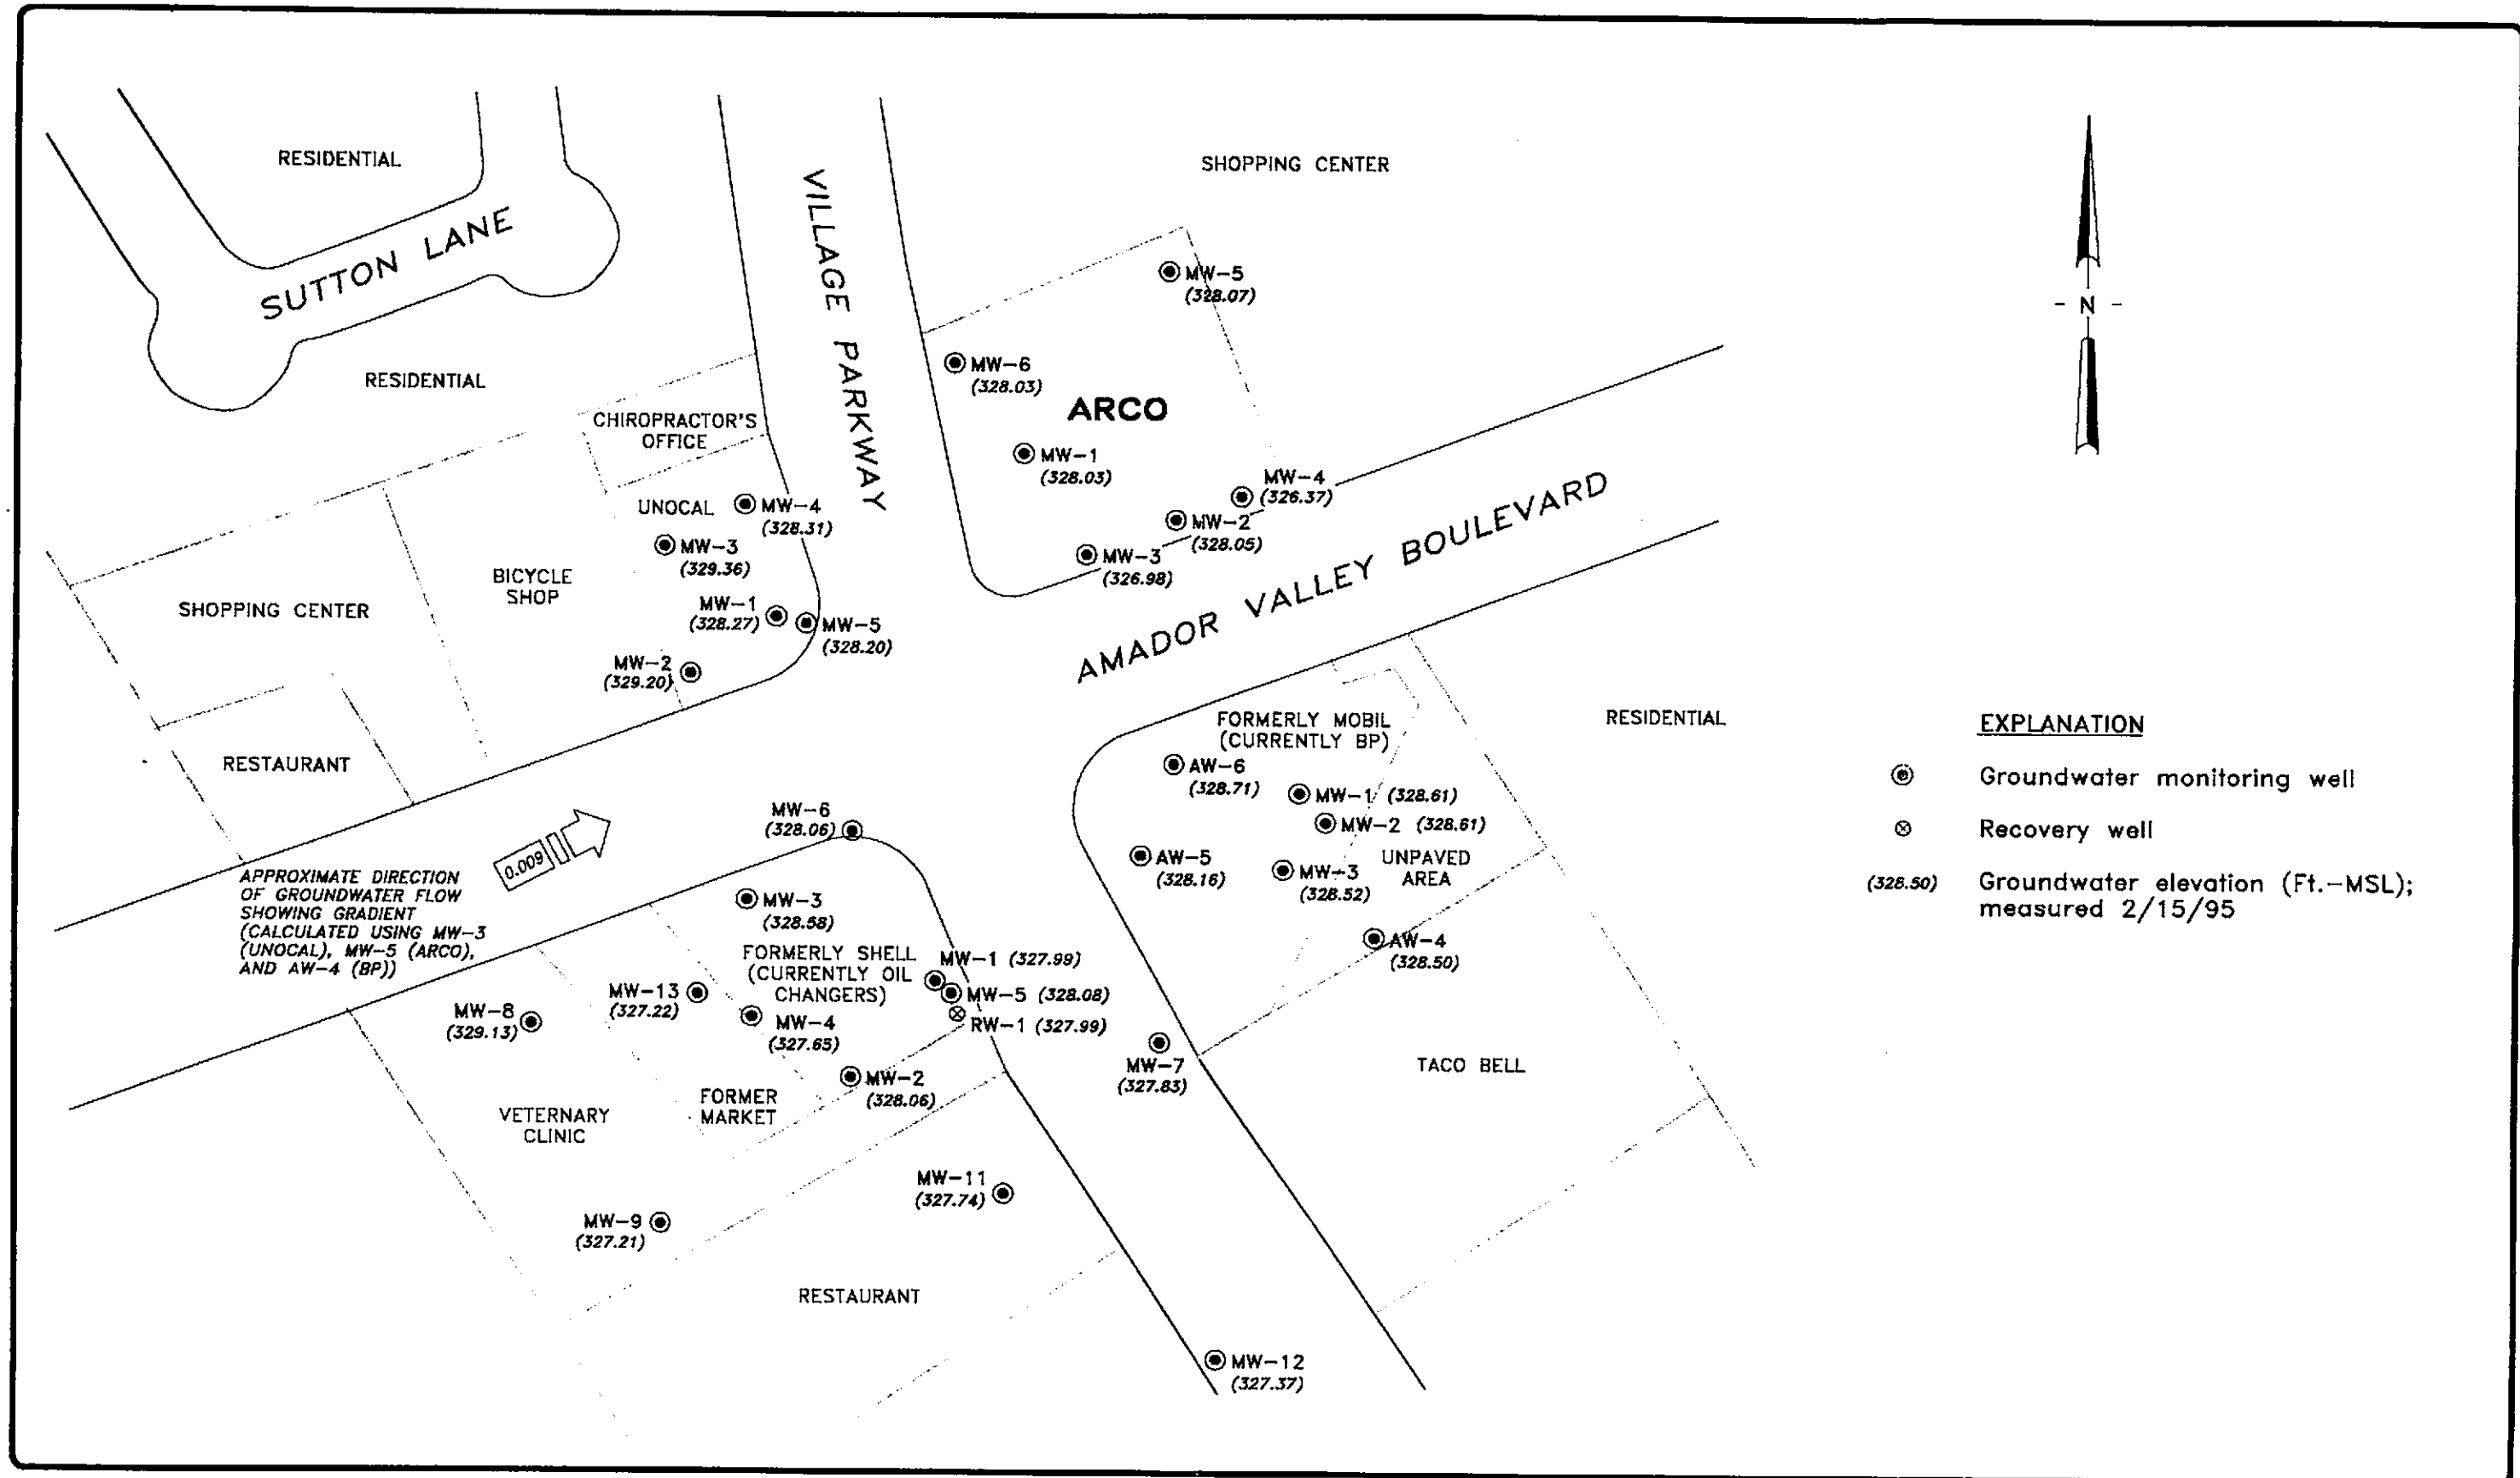 RESIDENTIAL
SHOPPING CENTER
VILLAGE PARKWAY
SUTTON LANE
MW-5
(328.07)
- N -
RESIDENTIAL
MW-6
(328.03)
ARCO
CHIROPRACTOR'S
OFFICE
MW-1
(328.03)
MW-4
(326.37)
UNOCAL
MW-4
(328.31)
MW-2
(328.05)
MW-3
(329.36)
MW-3
(326.98)
AMADOR VALLEY BOULEVARD
BICYCLE
SHOP
SHOPPING CENTER
MW-1
(328.27)
MW-5
(328.20)
MW-2
(329.20)
RESTAURANT
FORMERLY MOBIL
(CURRENTLY BP)
RESIDENTIAL
AW-6
(328.71)
MW-1 (328.61)
MW-2 (328.61)
MW-6
(328.06)
AW-5
(328.16)
MW-3
(328.52)
UNPAVED
AREA
0.009
APPROXIMATE DIRECTION
OF GROUNDWATER FLOW
SHOWING GRADIENT
(CALCULATED USING MW-3
(UNOCAL), MW-5 (ARCO),
AND AW-4 (BP))
MW-3
(328.58)
AW-4
(328.50)
FORMERLY SHELL
(CURRENTLY OIL
CHANGERS)
MW-1 (327.99)
MW-5 (328.08)
RW-1 (327.99)
MW-13
(327.22)
MW-8
(329.13)
MW-4
(327.65)
MW-7
(327.83)
TACO BELL
MW-2
(328.06)
FORMER
MARKET
VETERNARY
CLINIC
MW-11
(327.74)
MW-9
(327.21)
RESTAURANT
MW-12
(327.37)
EXPLANATION
Groundwater monitoring well
Recovery well
(328.50) Groundwater elevation (Ft.-MSL);
measured 2/15/95